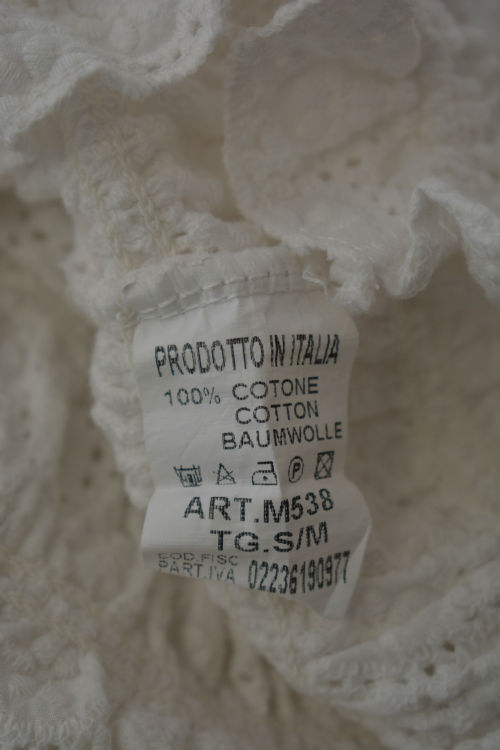 PRODOTTO IN ITALIA
100% COTONE
COTTON
BAUMWOLLE
P
ART.M538
TG.S/M
COD.FISC
PART.IVA 02236190977